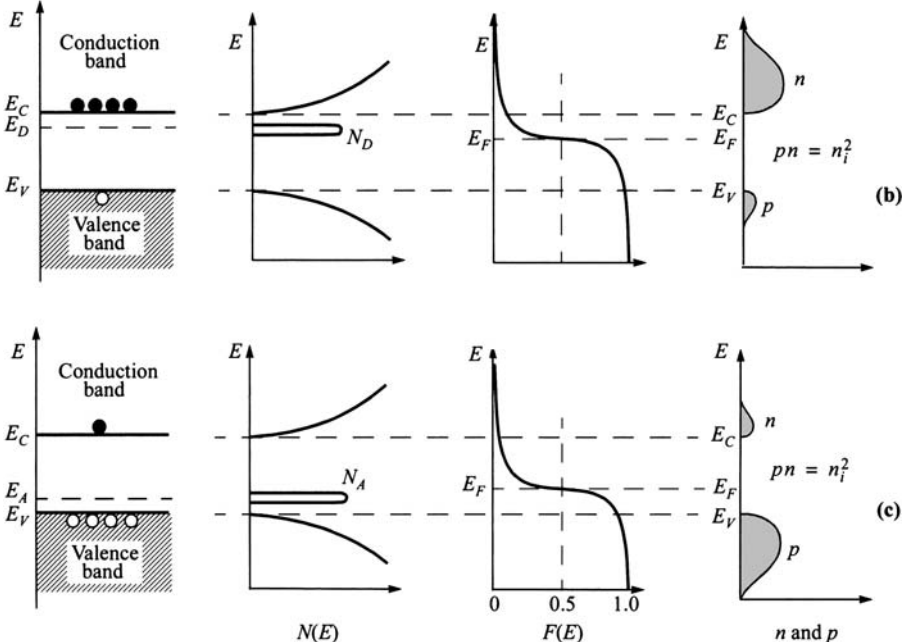 E
Conduction
band
E_C
E_D
E_V
Valence
band
E
N_D
E
E_F
E
n
E_C
E_F
pn = n_i^2
E_V
p
(b)
E
Conduction
band
E_C
E_A
E_V
Valence
band
E
N_A
N(E)
E
E_F
0 0.5 1.0
F(E)
E
n
E_C
pn = n_i^2
E_F
E_V
p
(c)
n and p